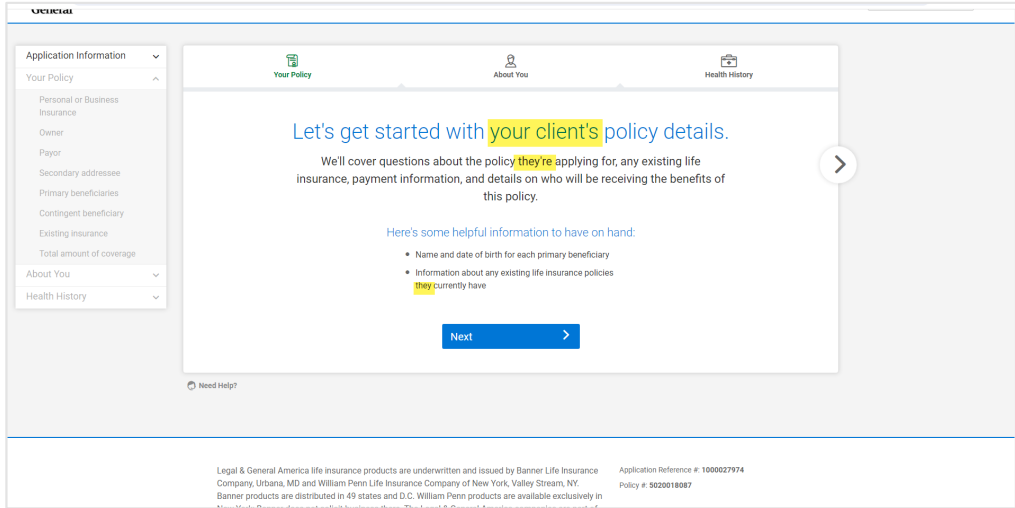 General
Application Information
Your Policy
Personal or Business
Insurance
Owner
Payor
Secondary addressee
Primary beneficiaries
Contingent beneficiary
Existing insurance
Total amount of coverage
About You
Health History
Your Policy
About You
Health History
Let's get started with your client's policy details.
We'll cover questions about the policy they're applying for, any existing life
insurance, payment information, and details on who will be receiving the benefits of
this policy.
Here's some helpful information to have on hand:
• Name and date of birth for each primary beneficiary
• Information about any existing life insurance policies
they currently have
Next
Need Help?
Legal & General America life insurance products are underwritten and issued by Banner Life Insurance
Company, Urbana, MD and William Penn Life Insurance Company of New York, Valley Stream, NY.
Banner products are distributed in 49 states and D.C. William Penn products are available exclusively in
Application Reference #: 1000027974
Policy #: 5020018087